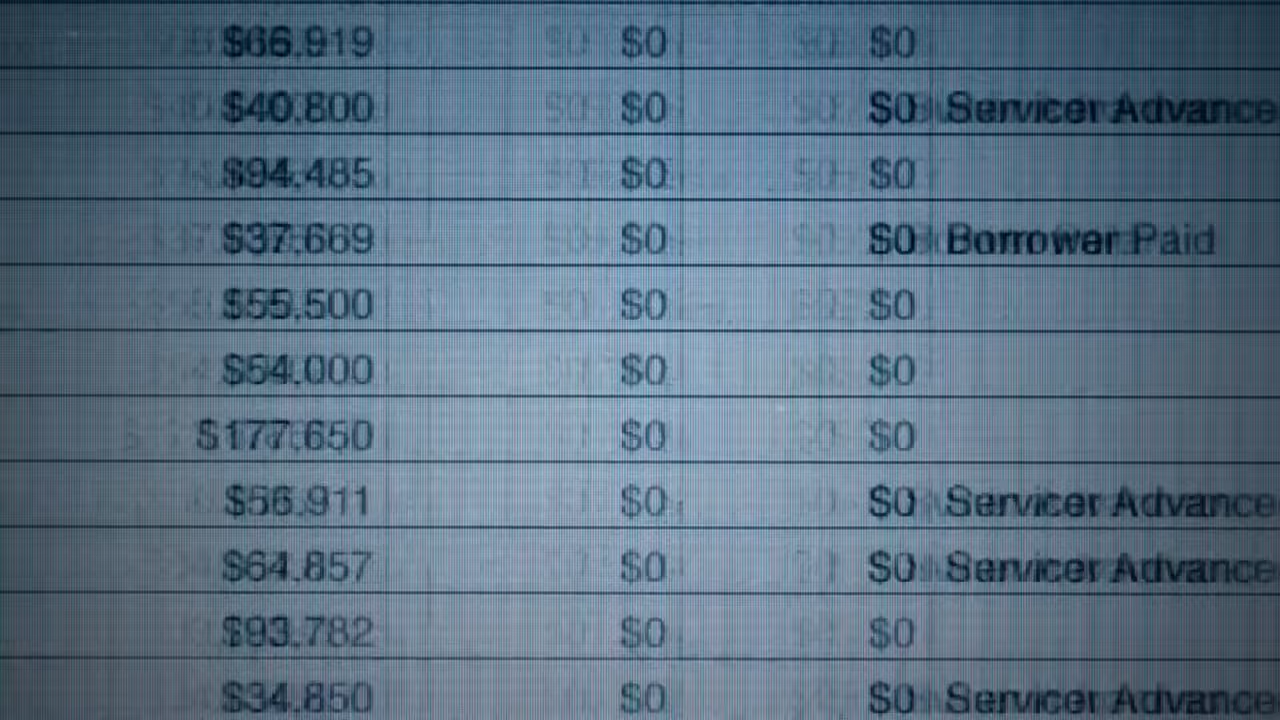 $66,919 $0 $0
$40,800 $0 $0 Servicer Advance
$94,485 $0 $0
$37,669 $0 $0 Borrower Paid
$55,500 $0 $0
$54,000 $0 $0
$177,650 $0 $0
$56,911 $0 $0 Servicer Advance
$64,857 $0 $0 Servicer Advance
$93,782 $0 $0
$34,850 $0 $0 Servicer Advance